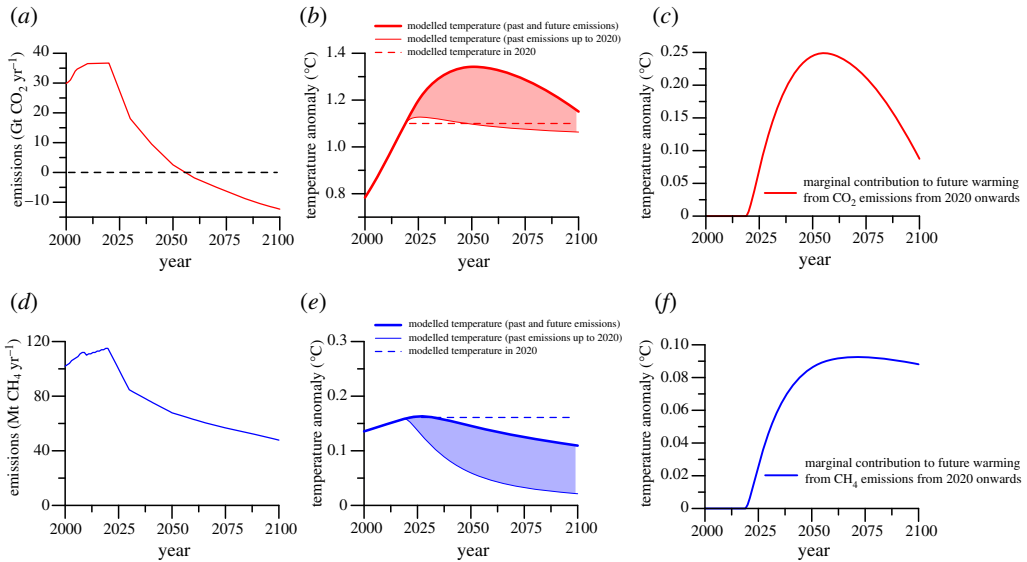 (a)
emissions (Gt CO2 yr−1)
40
30
20
10
0
−10
2000 2025 2050 2075 2100
year
(b)
modelled temperature (past and future emissions)
modelled temperature (past emissions up to 2020)
modelled temperature in 2020
temperature anomaly (°C)
1.4
1.2
1.0
0.8
2000 2025 2050 2075 2100
year
(c)
temperature anomaly (°C)
0.25
0.20
0.15
0.10
0.05
0
marginal contribution to future warming
from CO2 emissions from 2020 onwards
2000 2025 2050 2075 2100
year
(d)
emissions (Mt CH4 yr−1)
120
80
40
0
2000 2025 2050 2075 2100
year
(e)
modelled temperature (past and future emissions)
modelled temperature (past emissions up to 2020)
modelled temperature in 2020
temperature anomaly (°C)
0.3
0.2
0.1
0
2000 2025 2050 2075 2100
year
(f)
temperature anomaly (°C)
0.10
0.08
0.06
0.04
0.02
0
marginal contribution to future warming
from CH4 emissions from 2020 onwards
2000 2025 2050 2075 2100
year